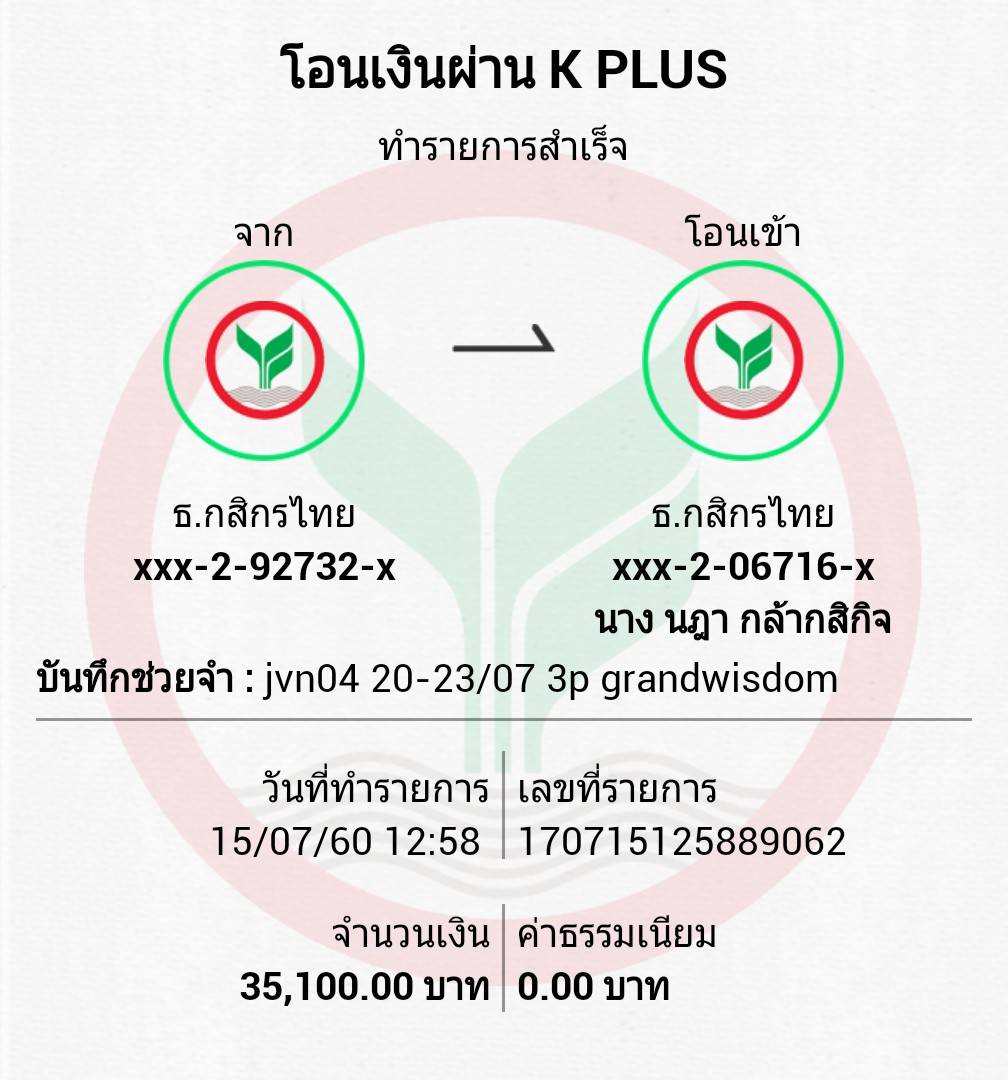 โอนเงินผ่าน K PLUS
ทำรายการสำเร็จ
จาก
โอนเข้า
ธ.กสิกรไทย
xxx-2-92732-x
ธ.กสิกรไทย
xxx-2-06716-x
นาง นฎา กล้ากสิกิจ
บันทึกช่วยจำ : jvn04 20-23/07 3p grandwisdom
วันที่ทำรายการ
15/07/60 12:58
เลขที่รายการ
170715125889062
จำนวนเงิน
35,100.00 บาท
ค่าธรรมเนียม
0.00 บาท